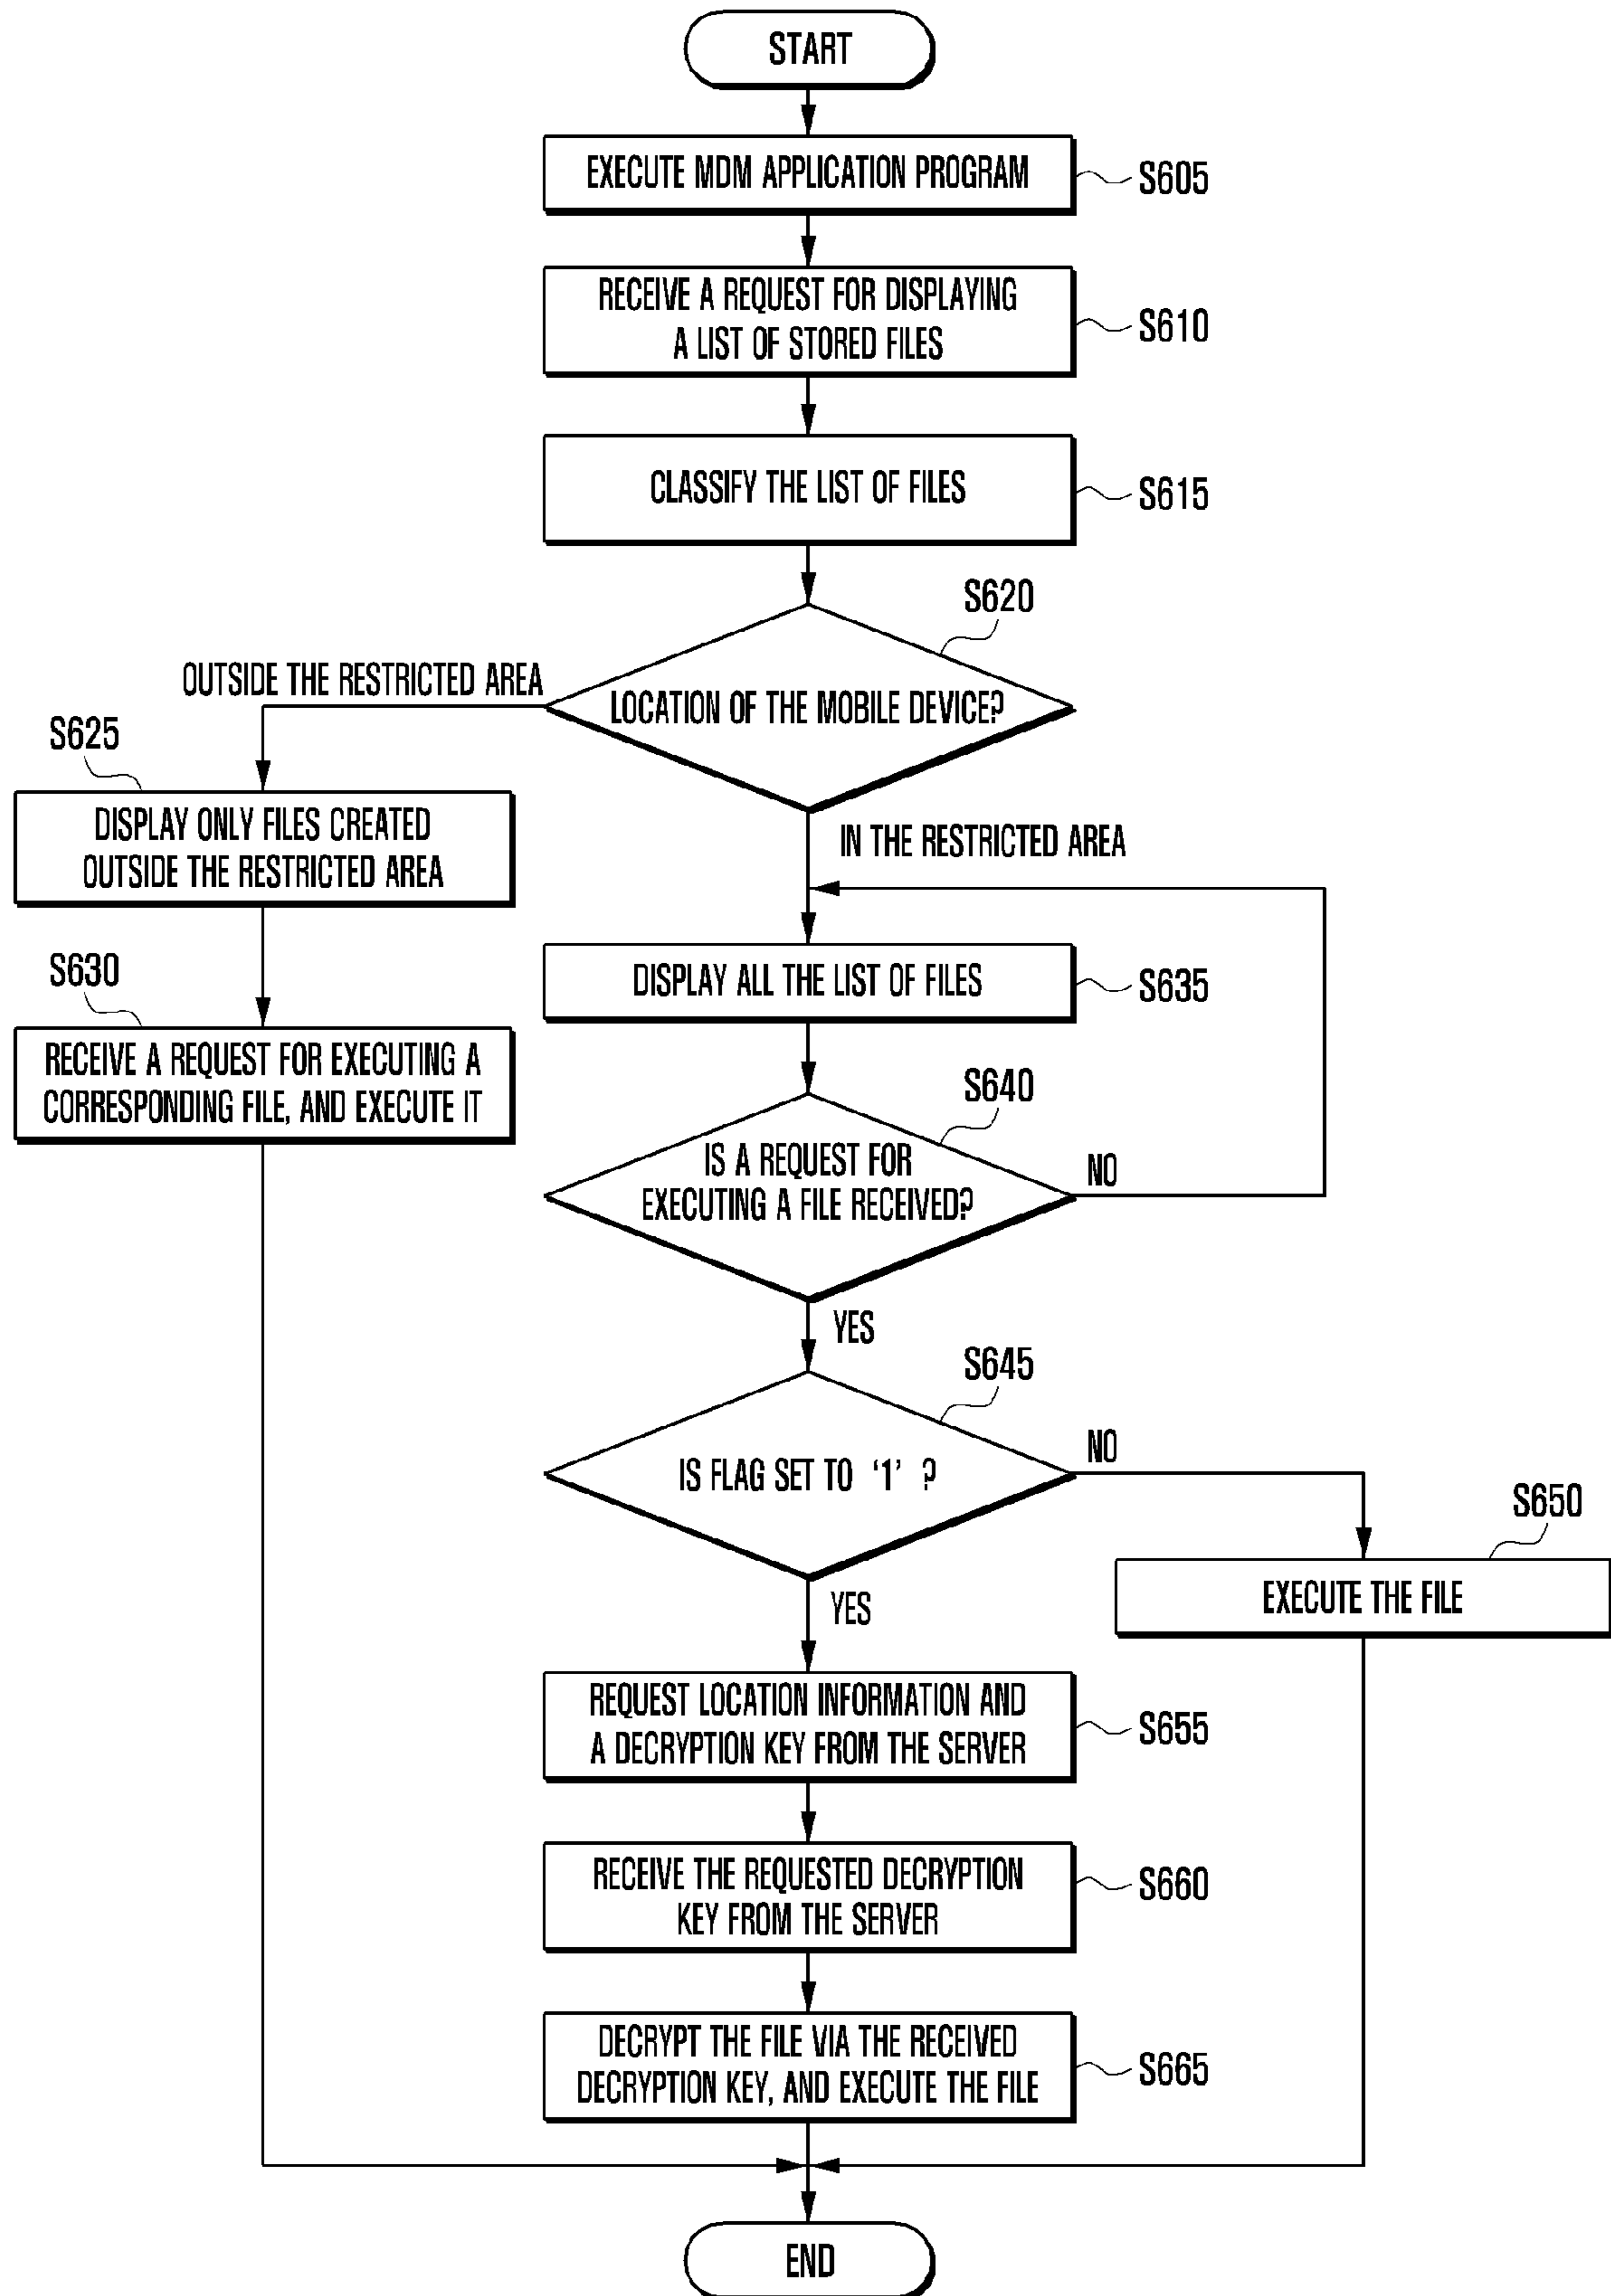 START
EXECUTE MDM APPLICATION PROGRAM
S605
RECEIVE A REQUEST FOR DISPLAYING
A LIST OF STORED FILES
S610
CLASSIFY THE LIST OF FILES
S615
S620
LOCATION OF THE MOBILE DEVICE?
OUTSIDE THE RESTRICTED AREA
S625
DISPLAY ONLY FILES CREATED
OUTSIDE THE RESTRICTED AREA
S630
RECEIVE A REQUEST FOR EXECUTING A
CORRESPONDING FILE, AND EXECUTE IT
IN THE RESTRICTED AREA
DISPLAY ALL THE LIST OF FILES
S635
S640
IS A REQUEST FOR
EXECUTING A FILE RECEIVED?
NO
YES
S645
IS FLAG SET TO ‘1’ ?
NO
S650
EXECUTE THE FILE
YES
REQUEST LOCATION INFORMATION AND
A DECRYPTION KEY FROM THE SERVER
S655
RECEIVE THE REQUESTED DECRYPTION
KEY FROM THE SERVER
S660
DECRYPT THE FILE VIA THE RECEIVED
DECRYPTION KEY, AND EXECUTE THE FILE
S665
END